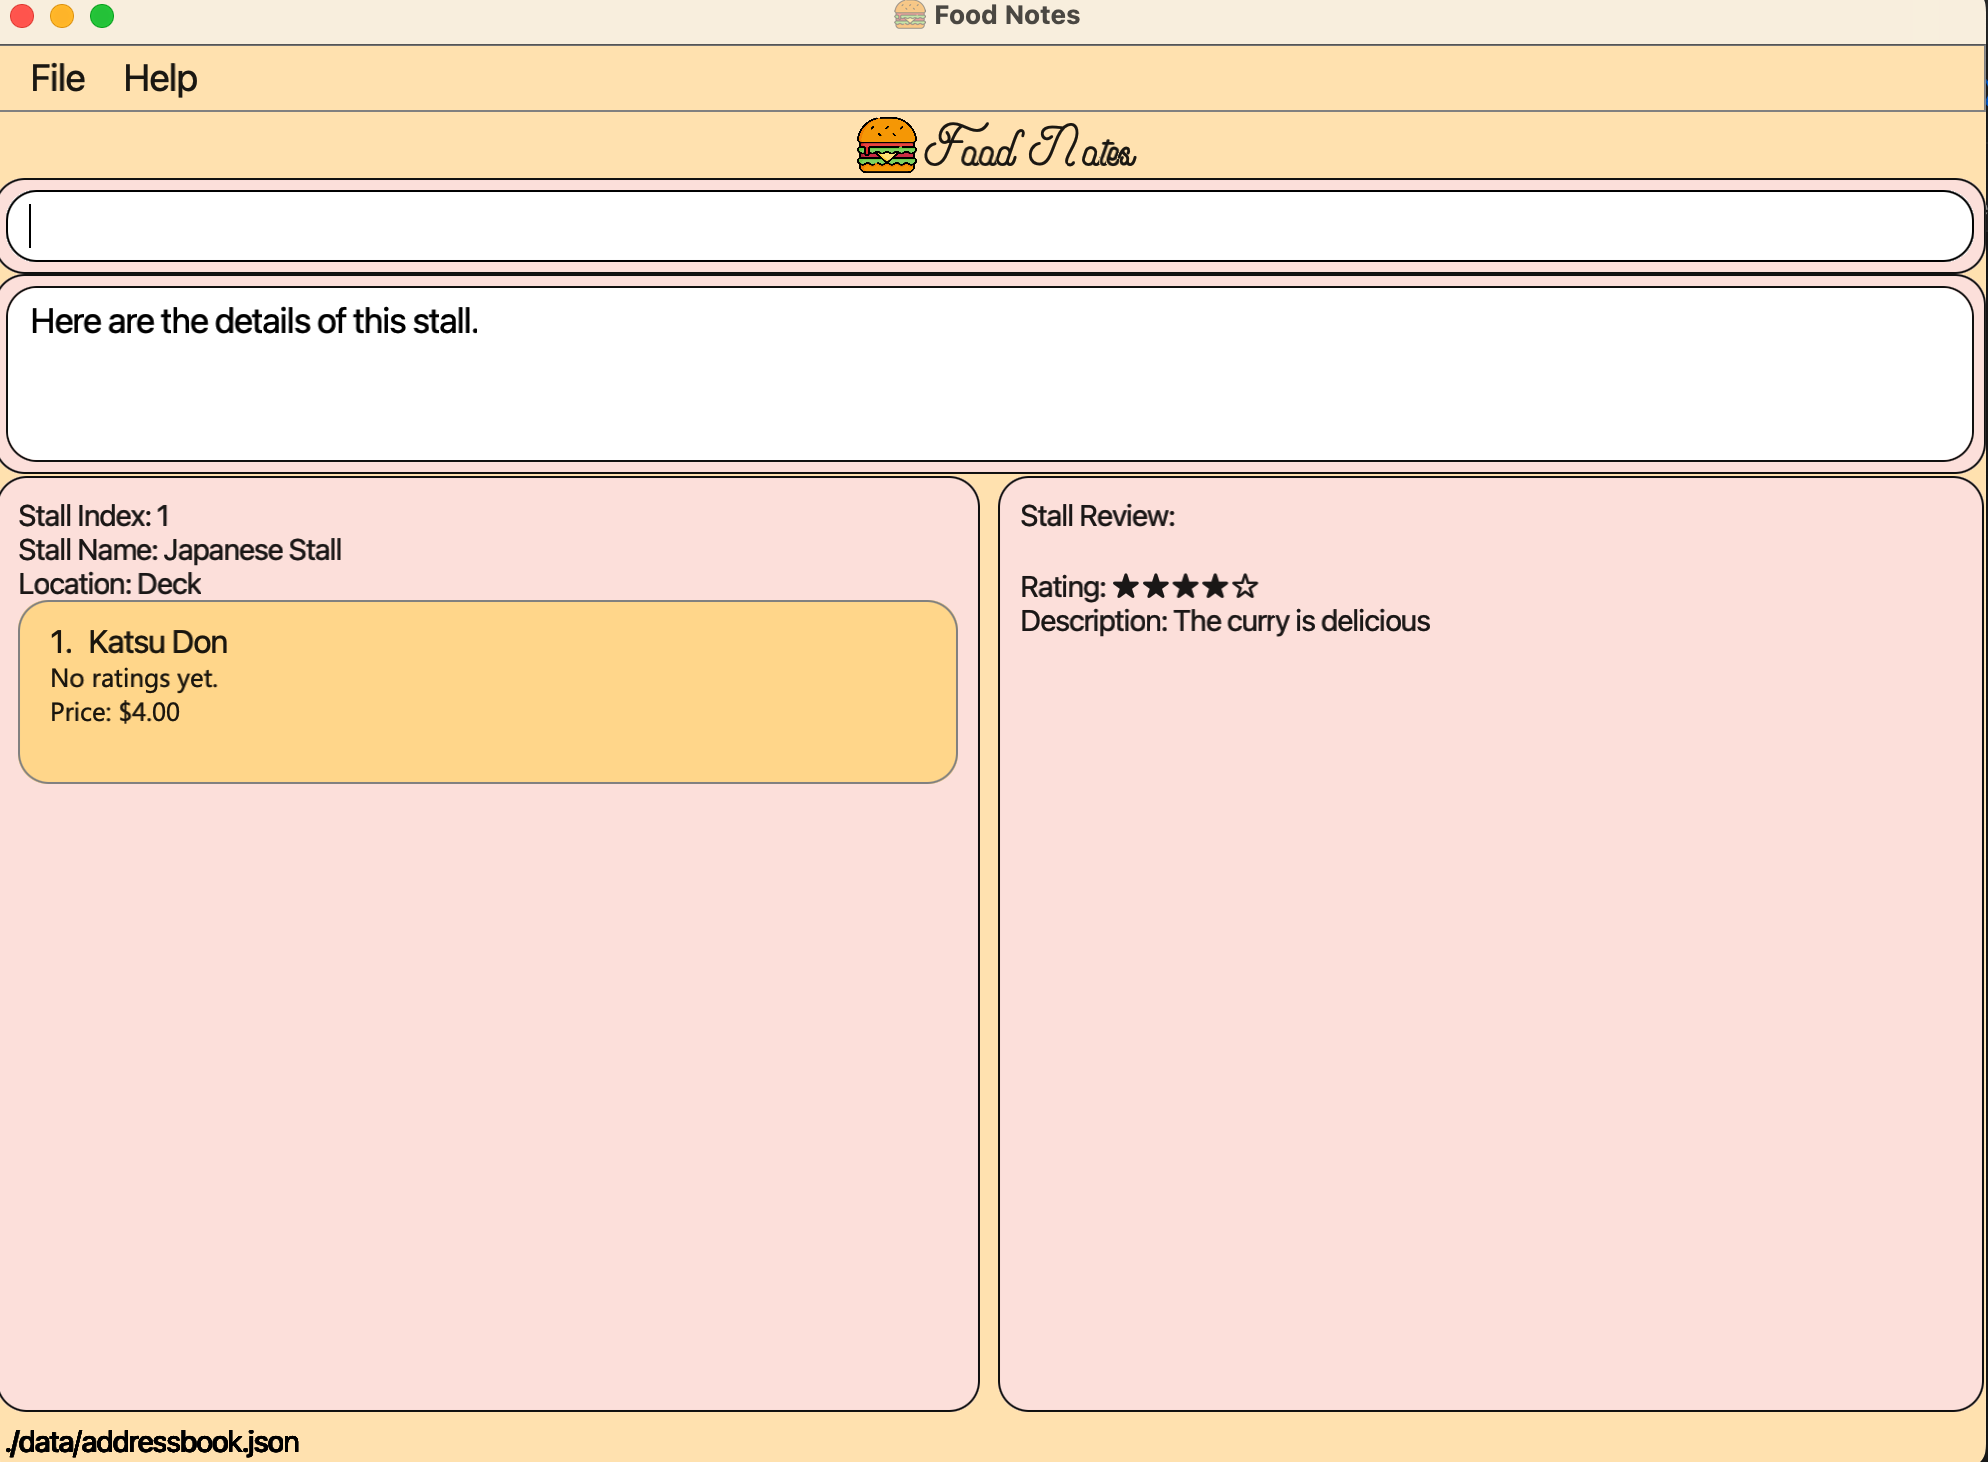 Food Notes
File Help
Food Notes
Here are the details of this stall.
Stall Index: 1
Stall Name: Japanese Stall
Location: Deck
1. Katsu Don
No ratings yet.
Price: $4.00
Stall Review:
Rating: ★★★★☆
Description: The curry is delicious
./data/addressbook.json